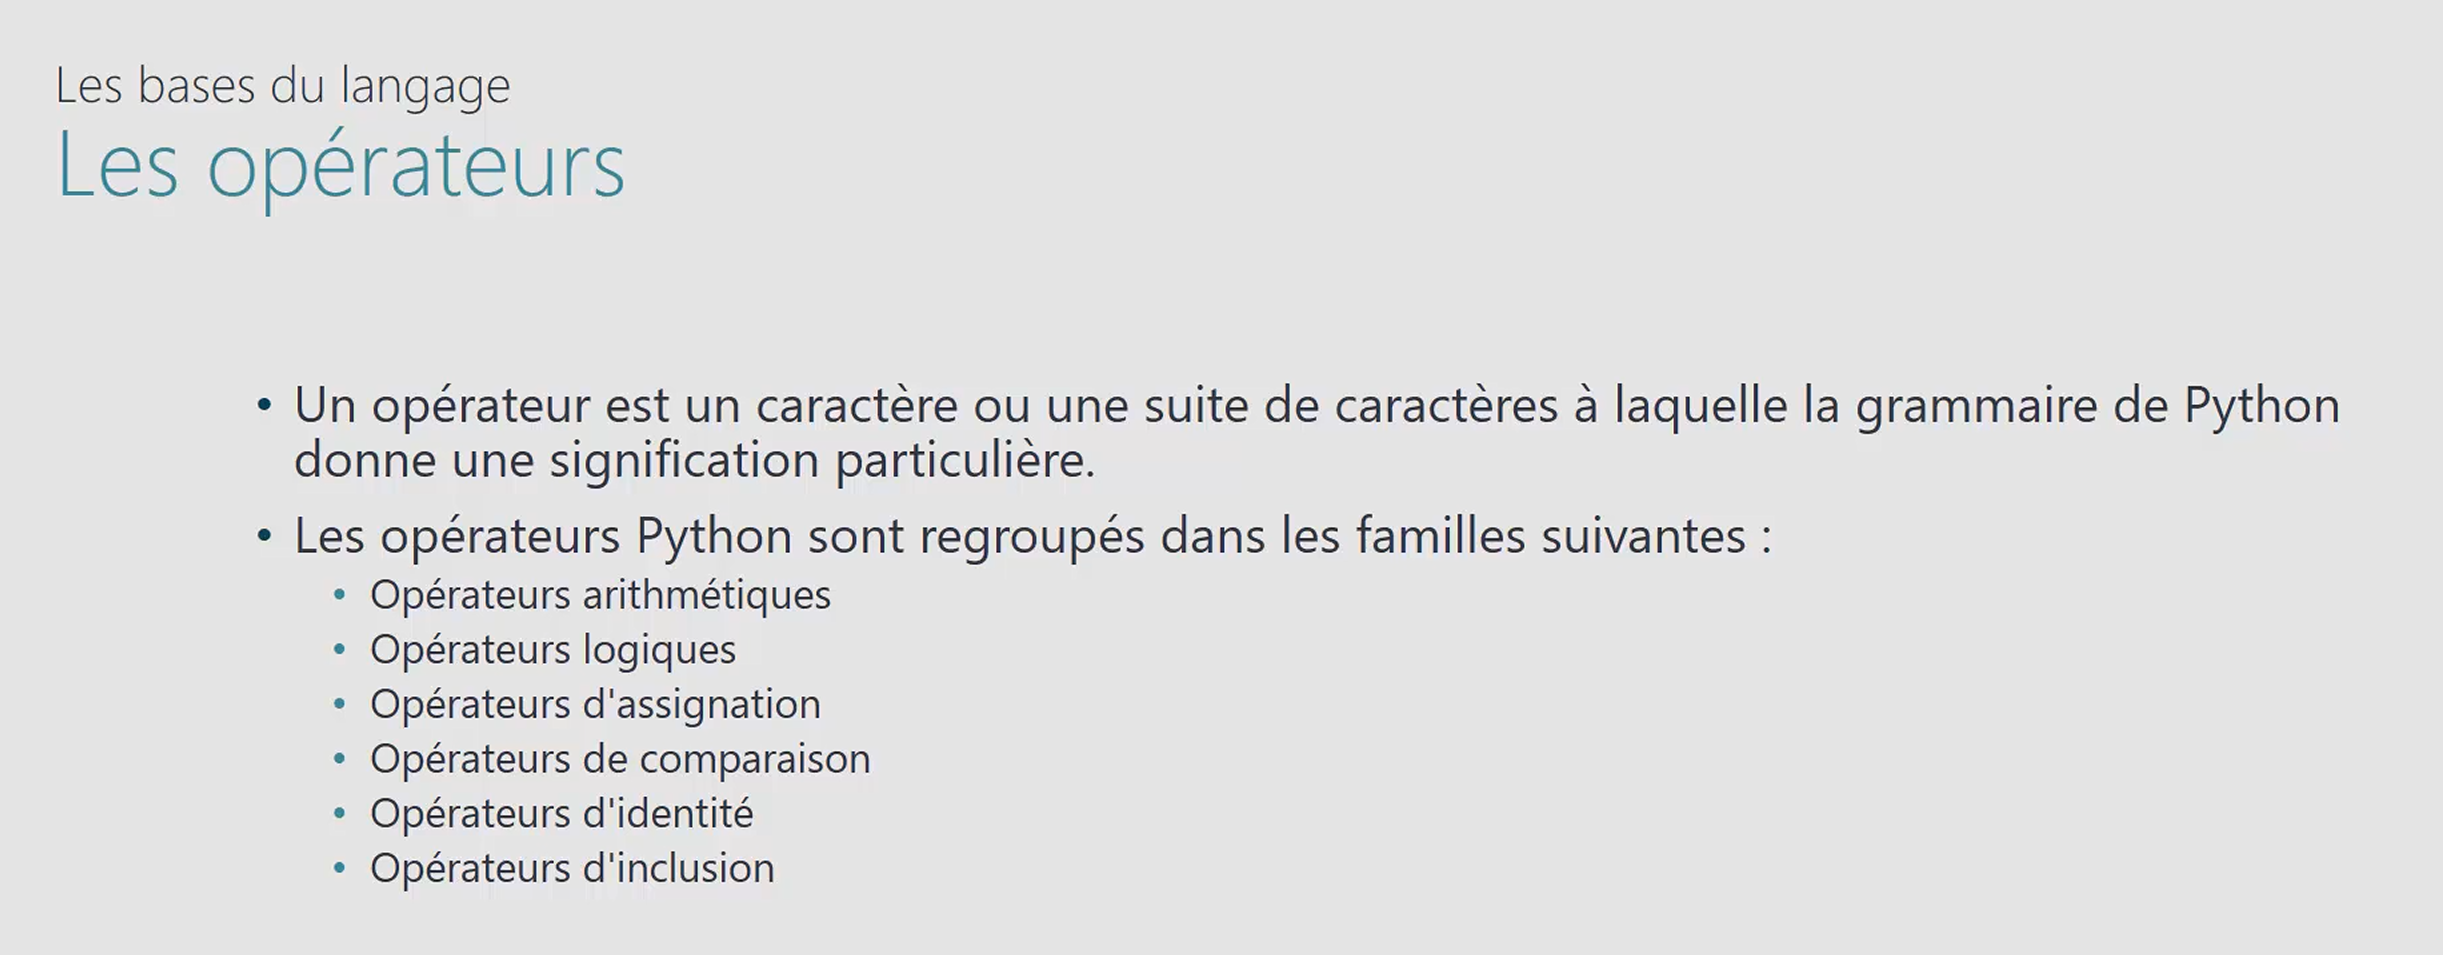 Les bases du langage
Les opérateurs
• Un opérateur est un caractère ou une suite de caractères à laquelle la grammaire de Python
donne une signification particulière.
• Les opérateurs Python sont regroupés dans les familles suivantes :
• Opérateurs arithmétiques
• Opérateurs logiques
• Opérateurs d'assignation
• Opérateurs de comparaison
• Opérateurs d'identité
• Opérateurs d'inclusion